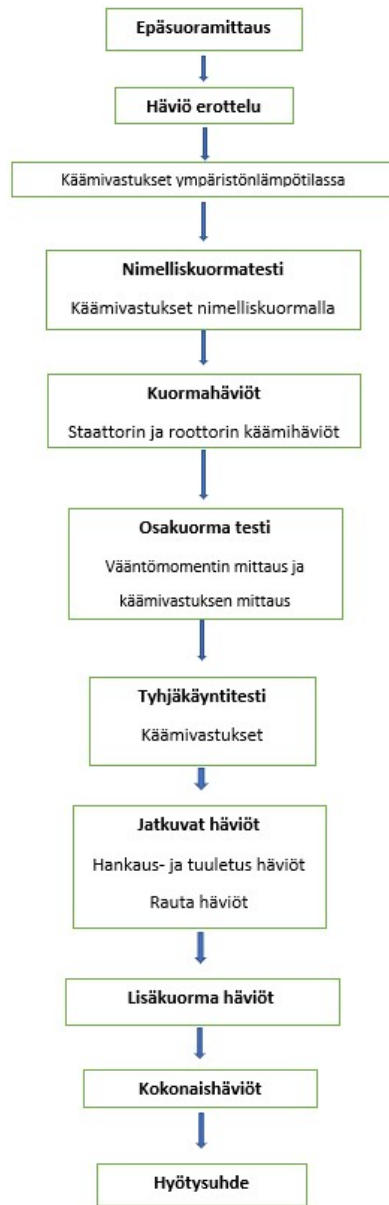 Epäsuoramittaus
Häviö erottelu
Käämivastukset ympäristönlämpötilassa
Nimelliskuormatesti
Käämivastukset nimelliskuormalla
Kuormahäviöt
Staattorin ja roottorin käämihäviöt
Osakuorma testi
Vääntömomentin mittaus ja
käämivastuksen mittaus
Tyhjäkäyntitesti
Käämivastukset
Jatkuvat häviöt
Hankaus- ja tuuletus häviöt
Rauta häviöt
Lisäkuorma häviöt
Kokonaishäviöt
Hyötysuhde